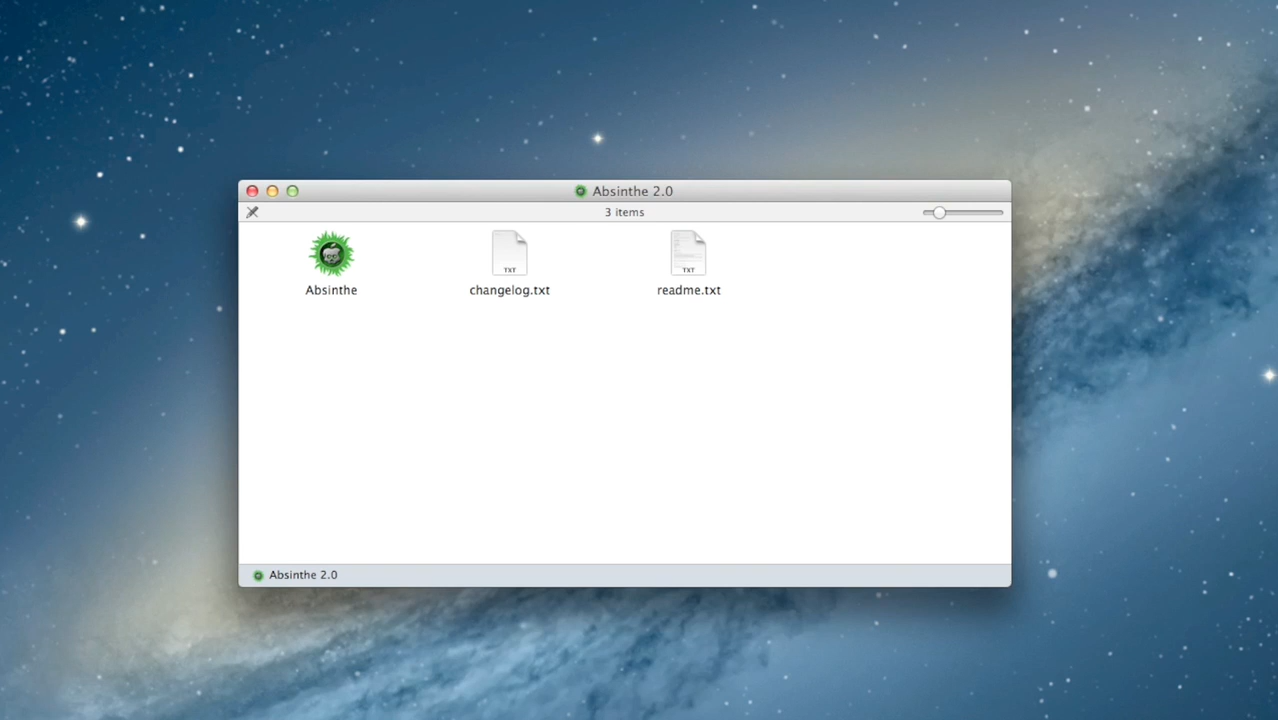 Absinthe 2.0
3 items
TXT
TXT
Absinthe
changelog.txt
readme.txt
Absinthe 2.0